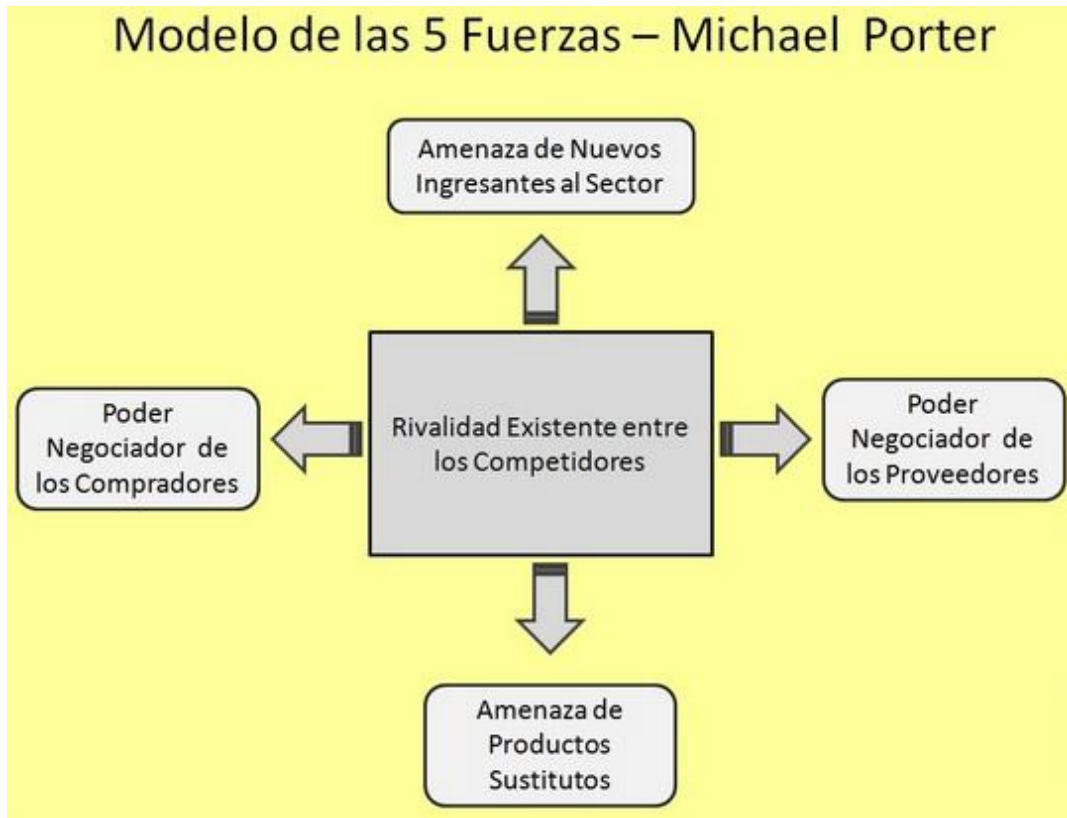 Modelo de las 5 Fuerzas – Michael Porter
Amenaza de Nuevos
Ingresantes al Sector
Poder
Negociador de
los Compradores
Rivalidad Existente entre
los Competidores
Poder
Negociador de
los Proveedores
Amenaza de
Productos
Sustitutos